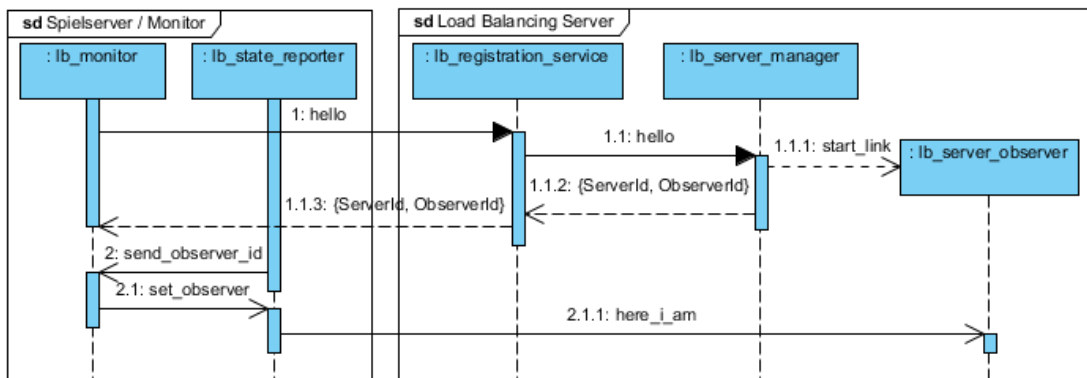 sd Spielserver / Monitor
sd Load Balancing Server
: lb_monitor
: lb_state_reporter
: lb_registration_service
: lb_server_manager
1: hello
1.1: hello
1.1.1: start_link
: lb_server_observer
1.1.2: {ServerId, ObserverId}
1.1.3: {ServerId, ObserverId}
2: send_observer_id
2.1: set_observer
2.1.1: here_i_am